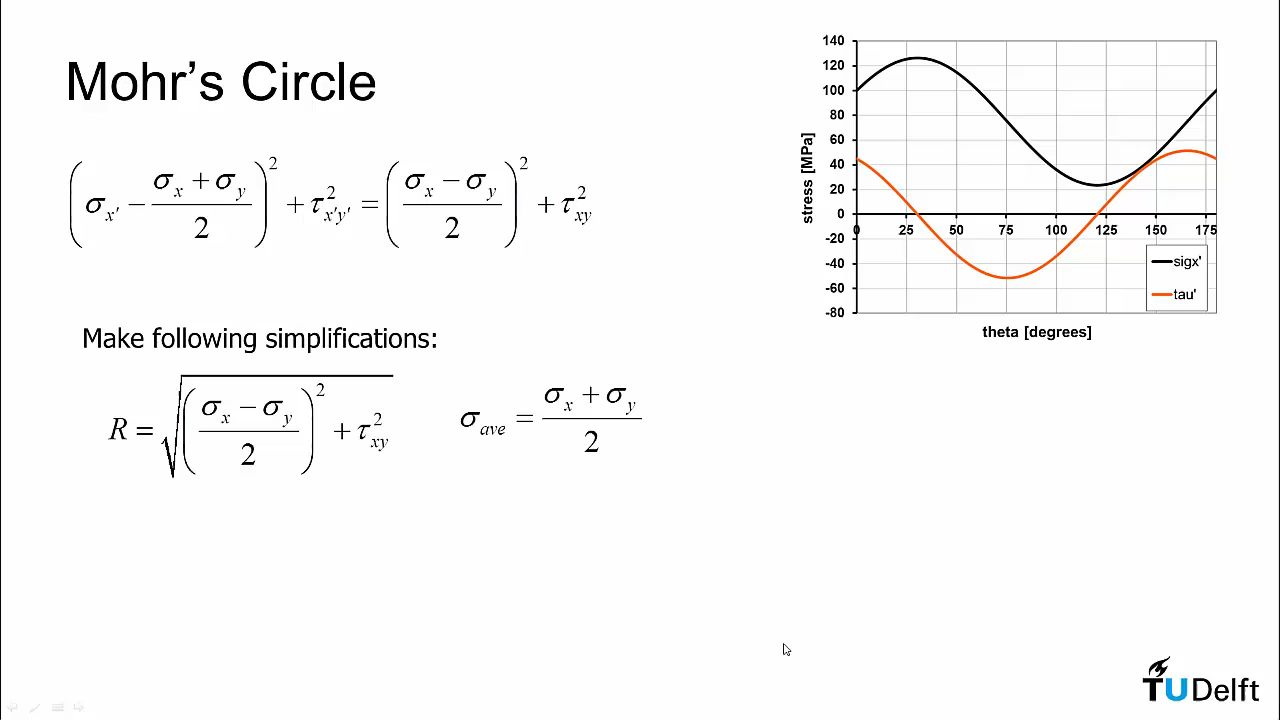 Mohr's Circle
(σx' − (σx + σy)/2)² + τ²x'y' = ((σx − σy)/2)² + τ²xy
Make following simplifications:
R = √(((σx − σy)/2)² + τ²xy)
σave = (σx + σy)/2
140
120
100
80
60
40
20
0
-20
-40
-60
-80
stress [MPa]
0 25 50 75 100 125 150 175
sigx'
tau'
theta [degrees]
TUDelft